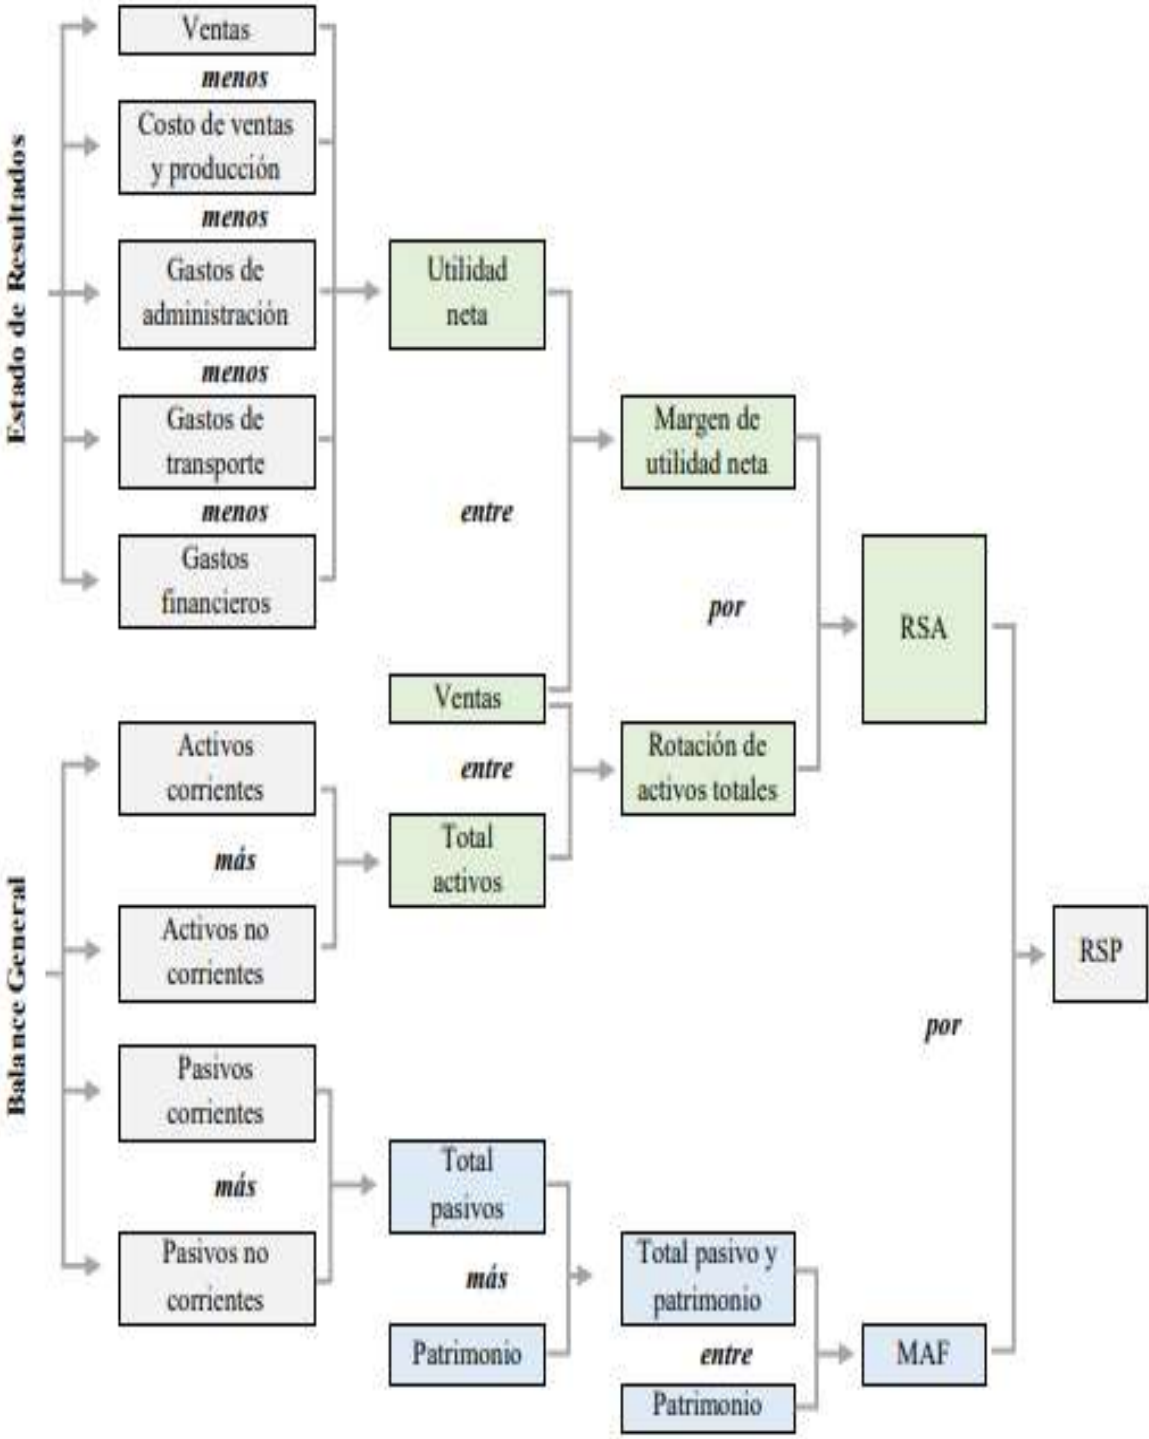 Estado de Resultados
Ventas
menos
Costo de ventas
y producción
menos
Gastos de
administración
menos
Gastos de
transporte
menos
Gastos
financieros
Utilidad
neta
entre
Ventas
entre
Total
activos
Margen de
utilidad neta
por
Rotación de
activos totales
RSA
Balance General
Activos
corrientes
más
Activos no
corrientes
Pasivos
corrientes
más
Pasivos no
corrientes
Total
pasivos
más
Patrimonio
Total pasivo y
patrimonio
entre
Patrimonio
MAF
por
RSP